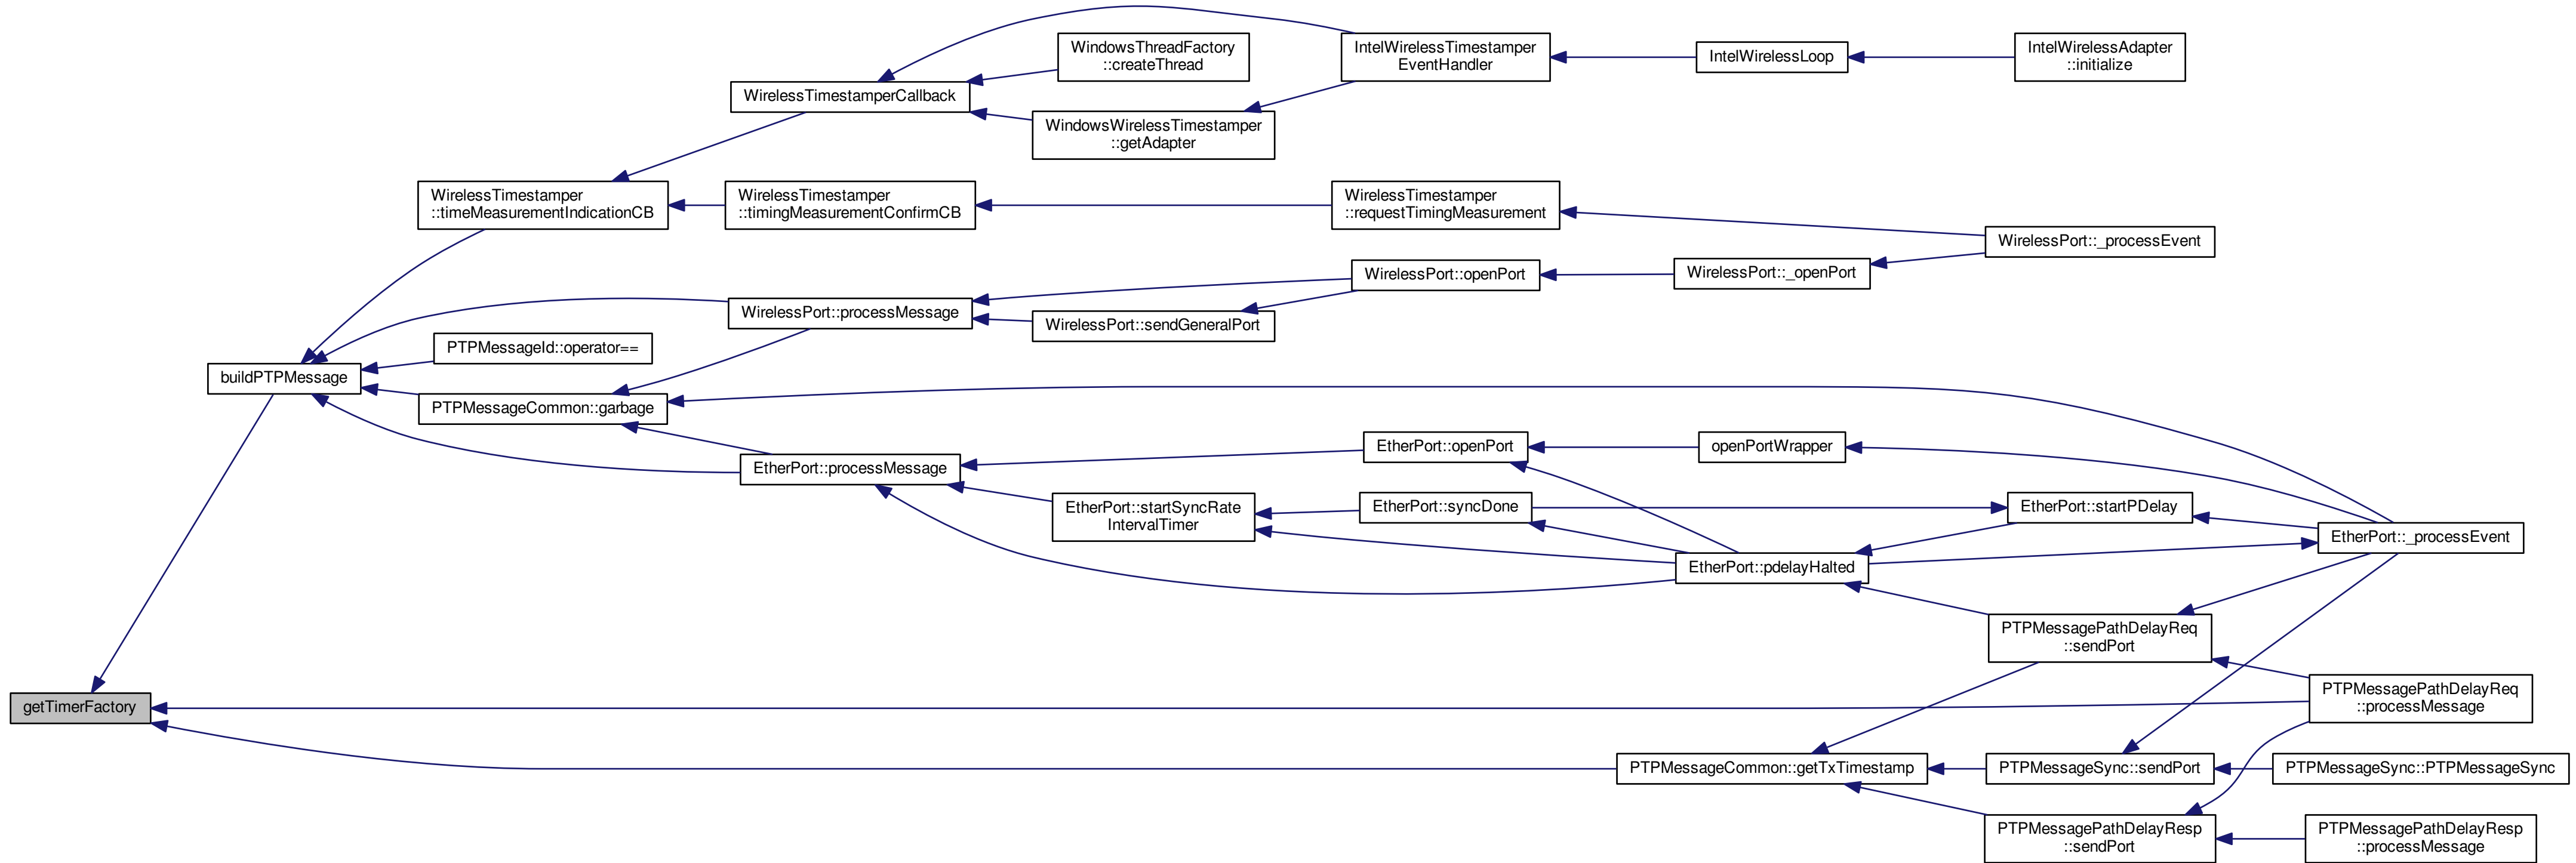 WindowsThreadFactory
::createThread
IntelWirelessTimestamper
EventHandler
IntelWirelessLoop
IntelWirelessAdapter
::initialize
WirelessTimestamperCallback
WindowsWirelessTimestamper
::getAdapter
WirelessTimestamper
::timeMeasurementIndicationCB
WirelessTimestamper
::timingMeasurementConfirmCB
WirelessTimestamper
::requestTimingMeasurement
WirelessPort::_processEvent
WirelessPort::openPort
WirelessPort::_openPort
WirelessPort::processMessage
WirelessPort::sendGeneralPort
PTPMessageId::operator==
buildPTPMessage
PTPMessageCommon::garbage
EtherPort::openPort
openPortWrapper
EtherPort::processMessage
EtherPort::startSyncRate
IntervalTimer
EtherPort::syncDone
EtherPort::startPDelay
EtherPort::_processEvent
EtherPort::pdelayHalted
PTPMessagePathDelayReq
::sendPort
getTimerFactory
PTPMessagePathDelayReq
::processMessage
PTPMessageCommon::getTxTimestamp
PTPMessageSync::sendPort
PTPMessageSync::PTPMessageSync
PTPMessagePathDelayResp
::sendPort
PTPMessagePathDelayResp
::processMessage